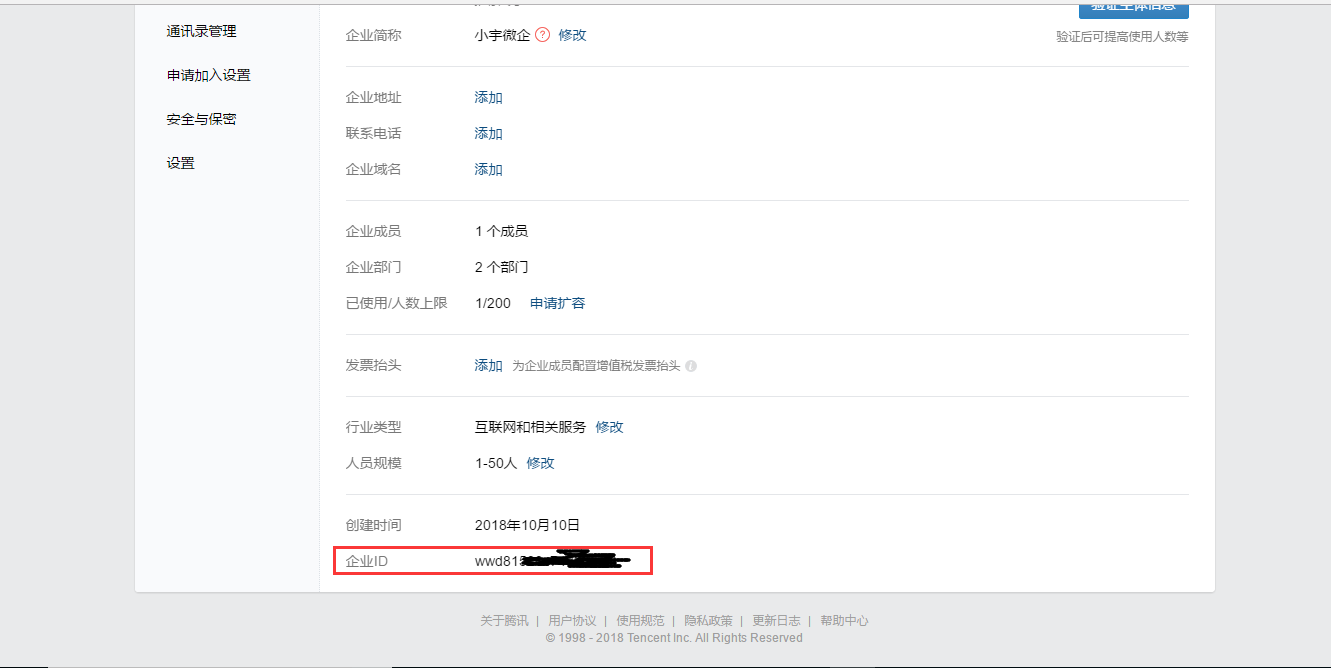 通讯录管理
申请加入设置
安全与保密
设置
验证主体信息
验证后可提高使用人数等
企业简称 小宇微企 ? 修改
企业地址 添加
联系电话 添加
企业域名 添加
企业成员 1 个成员
企业部门 2 个部门
已使用/人数上限 1/200 申请扩容
发票抬头 添加 为企业成员配置增值税发票抬头 i
行业类型 互联网和相关服务 修改
人员规模 1-50人 修改
创建时间 2018年10月10日
企业ID wwd815
关于腾讯 | 用户协议 | 使用规范 | 隐私政策 | 更新日志 | 帮助中心
© 1998 - 2018 Tencent Inc. All Rights Reserved